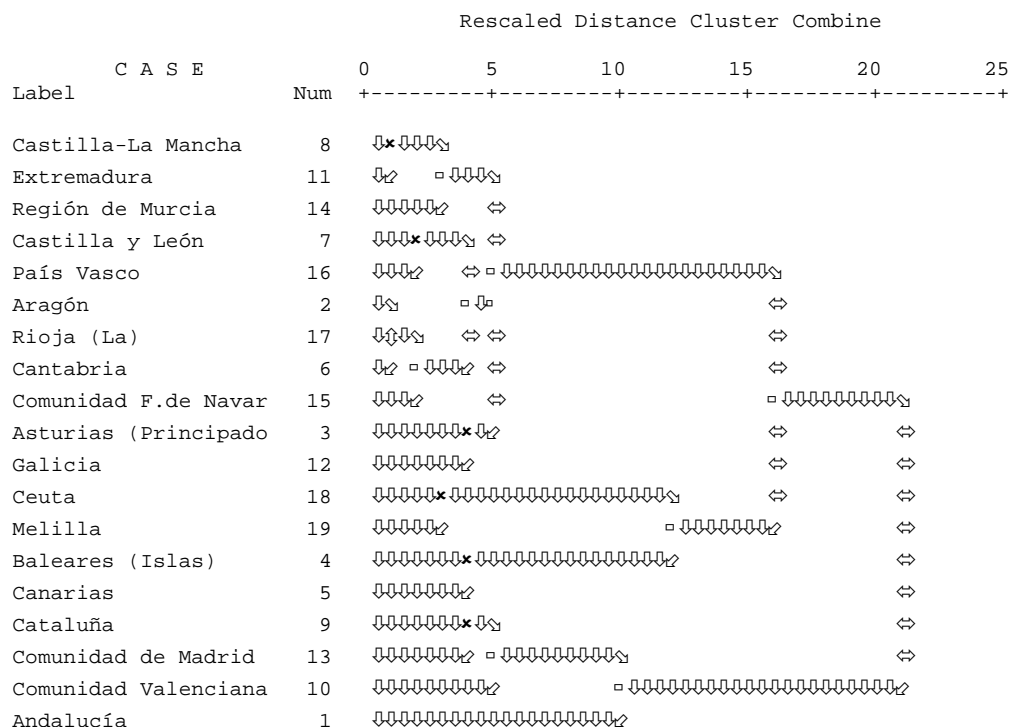 Rescaled Distance Cluster Combine
C A S E 0 5 10 15 20 25
Label Num +---------+---------+---------+---------+---------+
Castilla-La Mancha 8 ⇩×⇩⇩⇩⬂
Extremadura 11 ⇩⬃ ▫ ⇩⇩⇩⬂
Región de Murcia 14 ⇩⇩⇩⇩⇩⬃ ⇔
Castilla y León 7 ⇩⇩⇩×⇩⇩⇩⬂ ⇔
País Vasco 16 ⇩⇩⇩⬃ ⇔▫⇩⇩⇩⇩⇩⇩⇩⇩⇩⇩⇩⇩⇩⇩⇩⇩⇩⇩⇩⇩⇩⬂
Aragón 2 ⇩⬂ ▫⇩▫ ⇔
Rioja (La) 17 ⇩⇧⇩⬂ ⇔ ⇔ ⇔
Cantabria 6 ⇩⬃ ▫⇩⇩⇩⬃ ⇔ ⇔
Comunidad F.de Navar 15 ⇩⇩⇩⬃ ⇔ ▫⇩⇩⇩⇩⇩⇩⇩⇩⇩⬂
Asturias (Principado 3 ⇩⇩⇩⇩⇩⇩⇩×⇩⬃ ⇔ ⇔
Galicia 12 ⇩⇩⇩⇩⇩⇩⇩⬃ ⇔ ⇔
Ceuta 18 ⇩⇩⇩⇩⇩×⇩⇩⇩⇩⇩⇩⇩⇩⇩⇩⇩⇩⇩⇩⇩⇩⇩⬂ ⇔ ⇔
Melilla 19 ⇩⇩⇩⇩⇩⬃ ▫⇩⇩⇩⇩⇩⇩⇩⬃ ⇔
Baleares (Islas) 4 ⇩⇩⇩⇩⇩⇩⇩×⇩⇩⇩⇩⇩⇩⇩⇩⇩⇩⇩⇩⇩⇩⇩⬃ ⇔
Canarias 5 ⇩⇩⇩⇩⇩⇩⇩⬃ ⇔
Cataluña 9 ⇩⇩⇩⇩⇩⇩⇩×⇩⬂ ⇔
Comunidad de Madrid 13 ⇩⇩⇩⇩⇩⇩⇩⬃ ▫⇩⇩⇩⇩⇩⇩⇩⇩⇩⬂ ⇔
Comunidad Valenciana 10 ⇩⇩⇩⇩⇩⇩⇩⇩⇩⬃ ▫⇩⇩⇩⇩⇩⇩⇩⇩⇩⇩⇩⇩⇩⇩⇩⇩⇩⇩⇩⇩⇩⬃
Andalucía 1 ⇩⇩⇩⇩⇩⇩⇩⇩⇩⇩⇩⇩⇩⇩⇩⇩⇩⇩⇩⬃